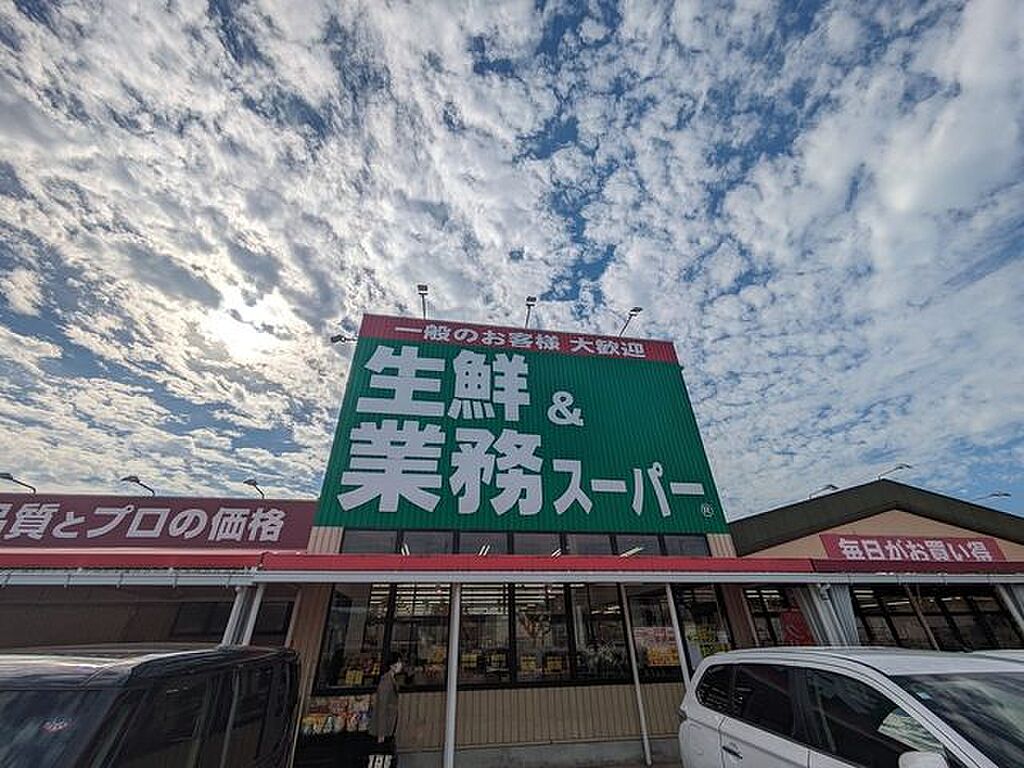 一般のお客様 大歓迎
生鮮&
業務スーパー®
品質とプロの価格
毎日がお買い得